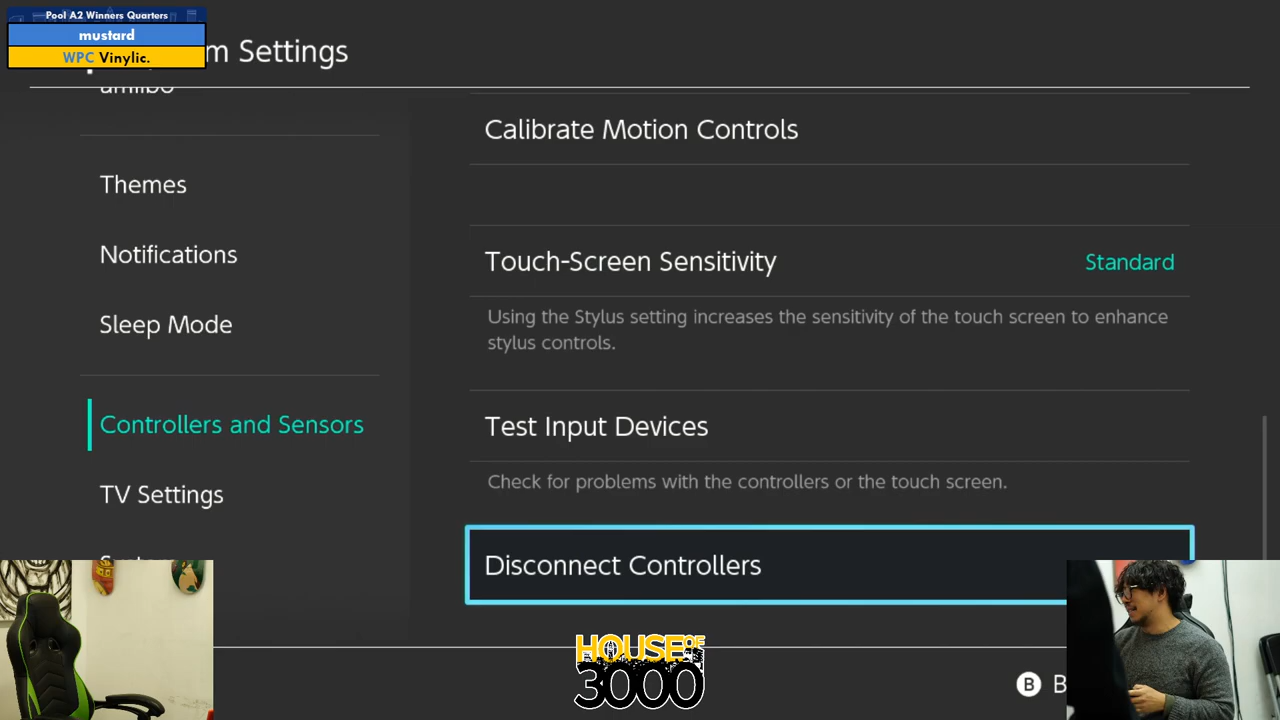 Pool A2 Winners Quarters
mustard
WPC Vinylic.
m Settings
amiibo
Themes
Notifications
Sleep Mode
Controllers and Sensors
TV Settings
Calibrate Motion Controls
Touch-Screen Sensitivity Standard
Using the Stylus setting increases the sensitivity of the touch screen to enhance
stylus controls.
Test Input Devices
Check for problems with the controllers or the touch screen.
Disconnect Controllers
HOUSE OF
3000
B B